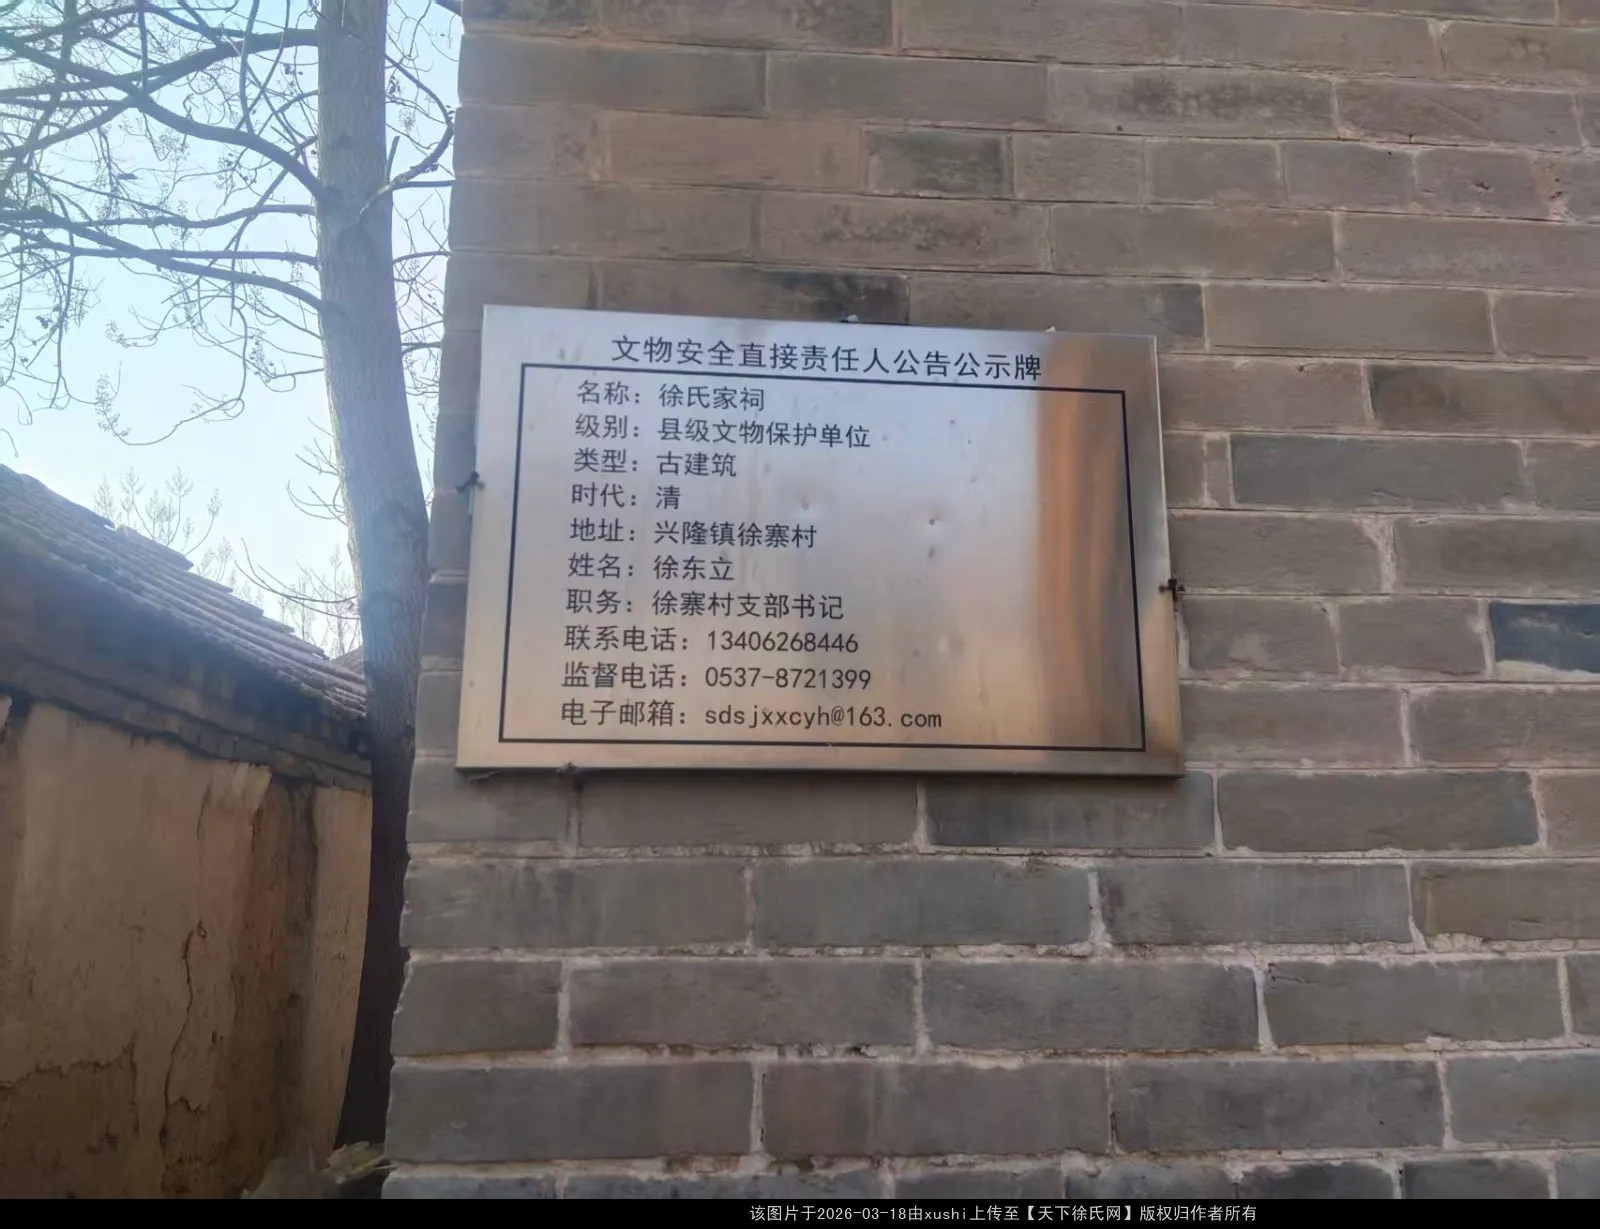 文物安全直接责任人公告公示牌
名称：徐氏家祠
级别：县级文物保护单位
类型：古建筑
时代：清
地址：兴隆镇徐寨村
姓名：徐东立
职务：徐寨村支部书记
联系电话：13406268446
监督电话：0537-8721399
电子邮箱：sdsjxxcyh@163.com
该图片于2026-03-18由xushi上传至【天下徐氏网】版权归作者所有